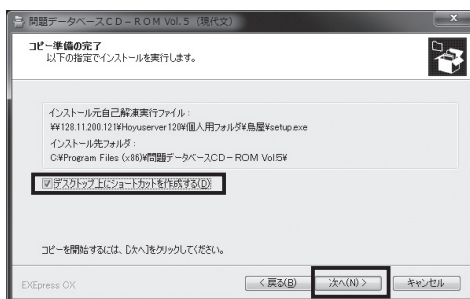 問題データベースCD－ROM Vol.5（現代文）
コピー準備の完了
以下の指定でインストールを実行します。
インストール元自己解凍実行ファイル：
¥¥128.11.200.121¥Hoyuserver120¥個人用フォルダ¥鳥屋¥setup.exe
インストール先フォルダ：
C:¥Program Files (x86)¥問題データベースCD－ROM Vol5¥
デスクトップ上にショートカットを作成する(D)
コピーを開始するには、[次へ]をクリックしてください。
EXEpress CX
＜戻る(B)
次へ(N)＞
キャンセル